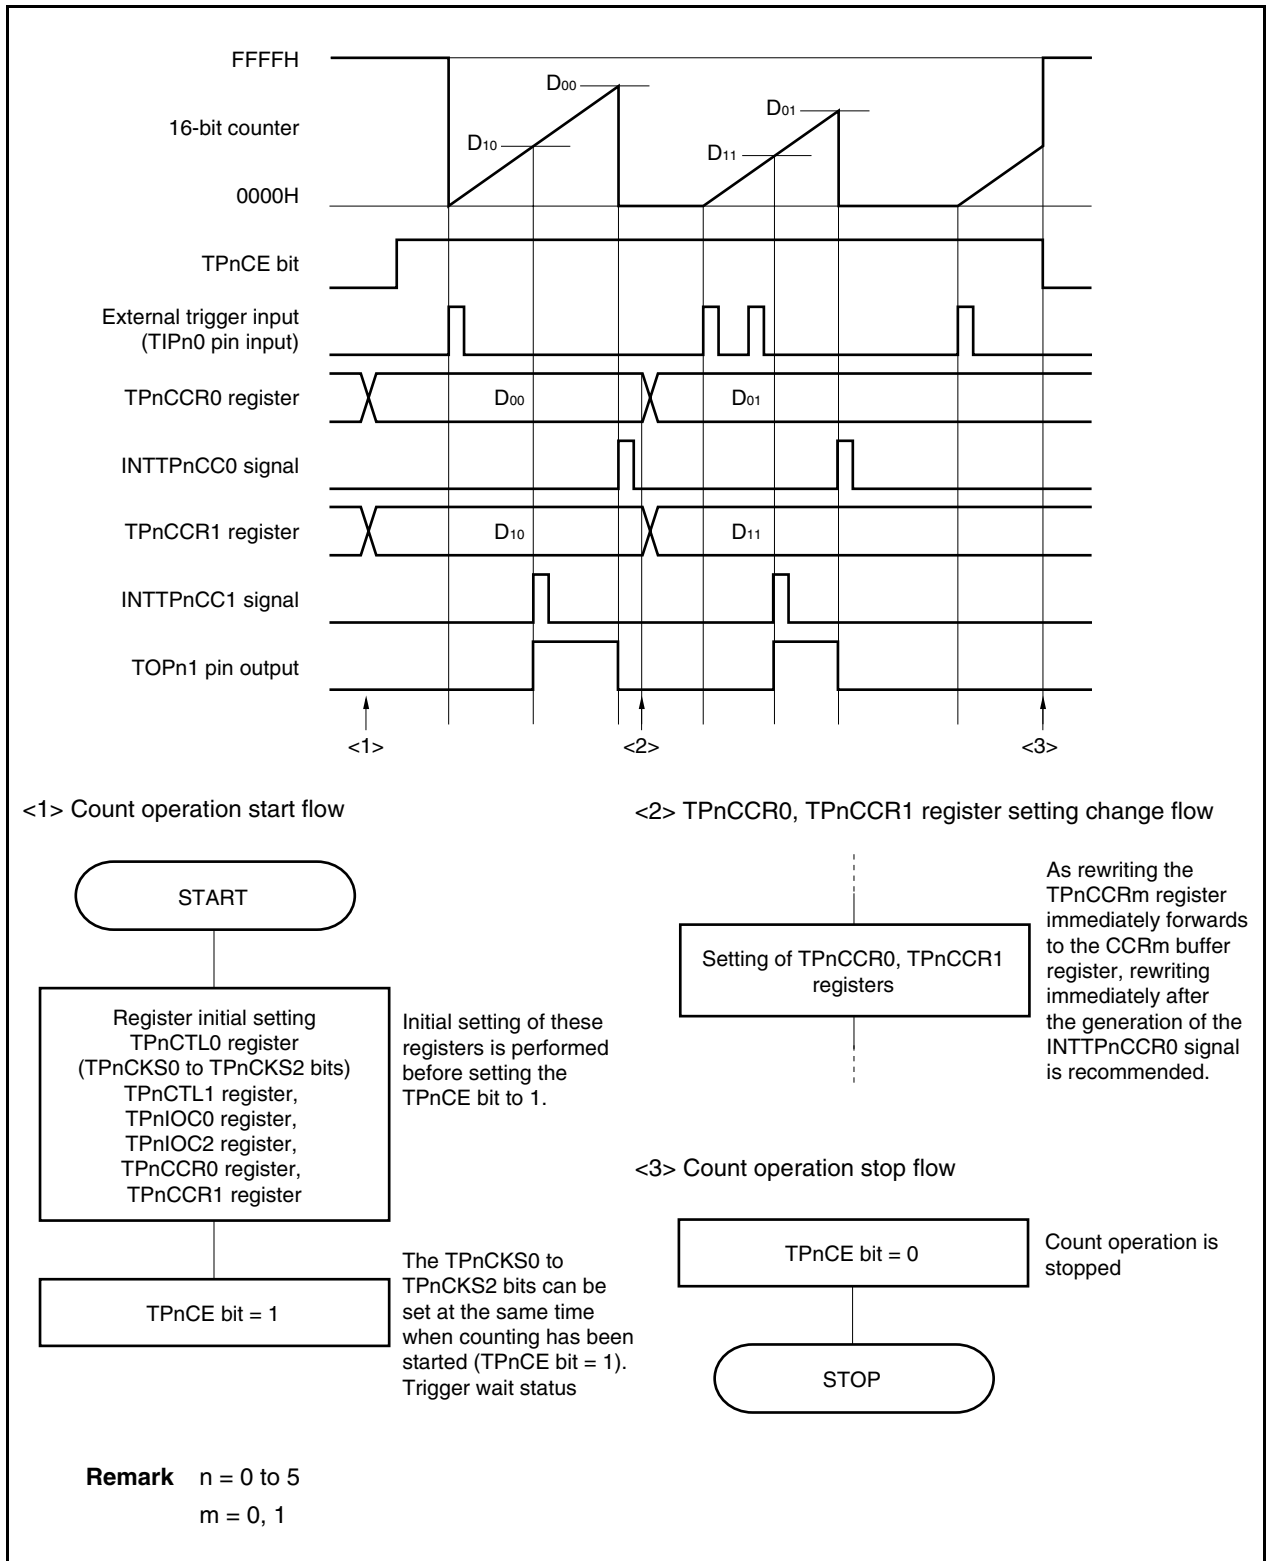 FFFFH
D00
D01
16-bit counter
D10
D11
0000H
TPnCE bit
External trigger input
(TIPn0 pin input)
TPnCCR0 register
D00
D01
INTTPnCC0 signal
TPnCCR1 register
D10
D11
INTTPnCC1 signal
TOPn1 pin output
<1>
<2>
<3>
<1> Count operation start flow
START
Register initial setting
TPnCTL0 register
(TPnCKS0 to TPnCKS2 bits)
TPnCTL1 register,
TPnIOC0 register,
TPnIOC2 register,
TPnCCR0 register,
TPnCCR1 register
Initial setting of these
registers is performed
before setting the
TPnCE bit to 1.
TPnCE bit = 1
The TPnCKS0 to
TPnCKS2 bits can be
set at the same time
when counting has been
started (TPnCE bit = 1).
Trigger wait status
<2> TPnCCR0, TPnCCR1 register setting change flow
Setting of TPnCCR0, TPnCCR1
registers
As rewriting the
TPnCCRm register
immediately forwards
to the CCRm buffer
register, rewriting
immediately after
the generation of the
INTTPnCCR0 signal
is recommended.
<3> Count operation stop flow
TPnCE bit = 0
Count operation is
stopped
STOP
Remark n = 0 to 5
m = 0, 1